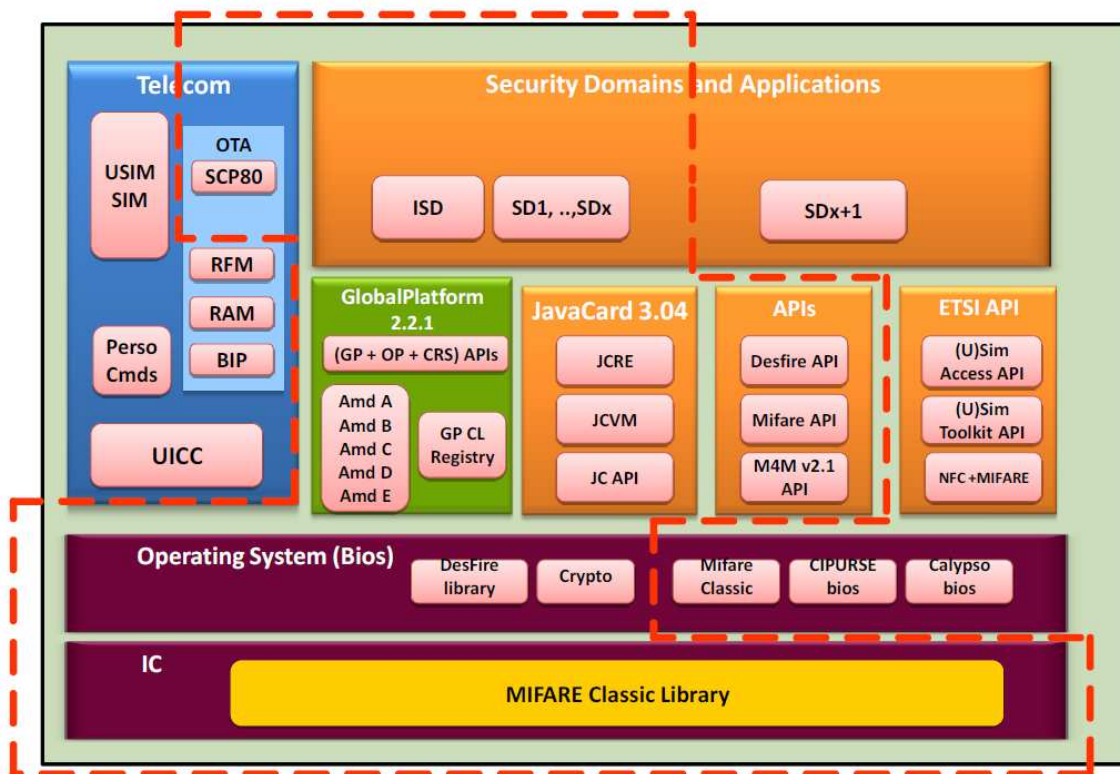 Telecom
USIM
SIM
OTA
SCP80
RFM
RAM
BIP
Perso
Cmds
UICC
Security Domains and Applications
ISD
SD1, ..,SDx
SDx+1
GlobalPlatform
2.2.1
(GP + OP + CRS) APIs
Amd A
Amd B
Amd C
Amd D
Amd E
GP CL
Registry
JavaCard 3.04
JCRE
JCVM
JC API
APIs
Desfire API
Mifare API
M4M v2.1
API
ETSI API
(U)Sim
Access API
(U)Sim
Toolkit API
NFC +MIFARE
Operating System (Bios)
DesFire
library
Crypto
Mifare
Classic
CIPURSE
bios
Calypso
bios
IC
MIFARE Classic Library